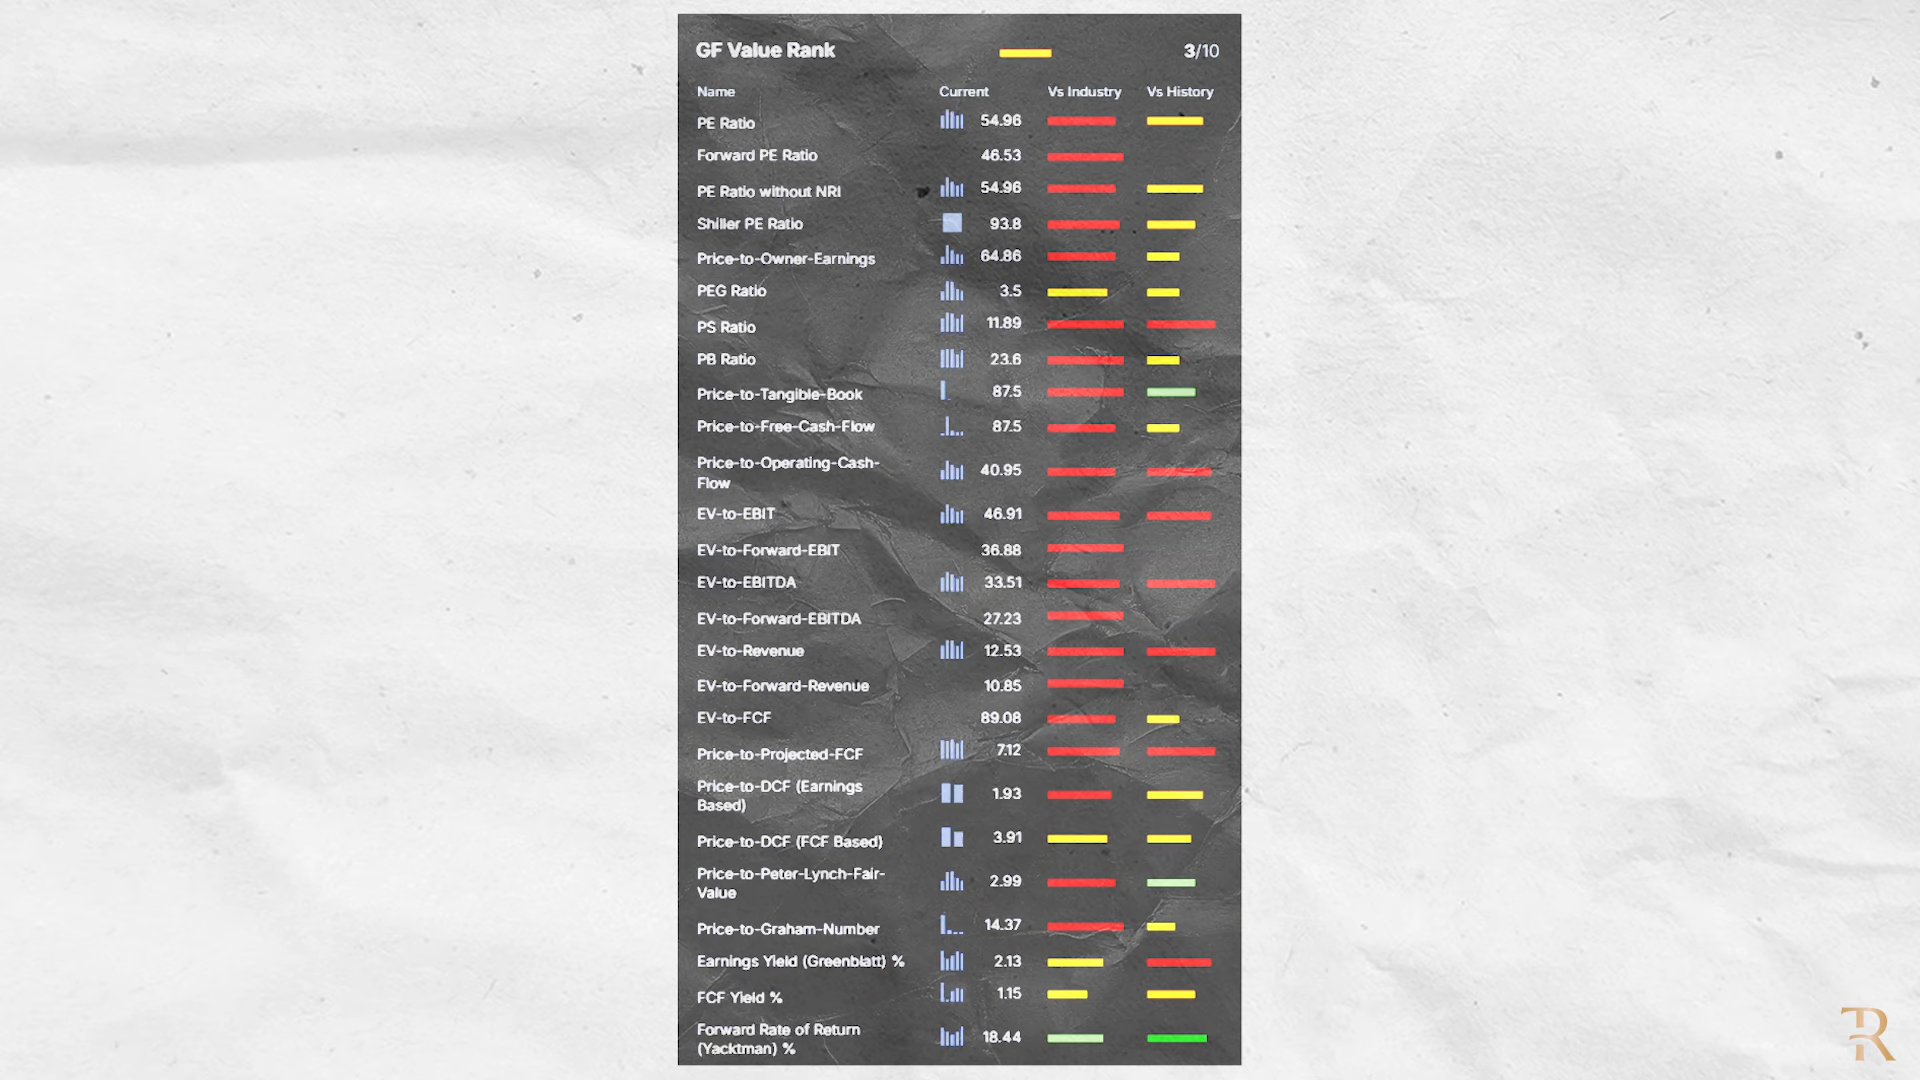 GF Value Rank 3/10
Name Current Vs Industry Vs History
PE Ratio 54.96
Forward PE Ratio 46.53
PE Ratio without NRI 54.96
Shiller PE Ratio 93.8
Price-to-Owner-Earnings 64.86
PEG Ratio 3.5
PS Ratio 11.89
PB Ratio 23.6
Price-to-Tangible-Book 87.5
Price-to-Free-Cash-Flow 87.5
Price-to-Operating-Cash-
Flow 40.95
EV-to-EBIT 46.91
EV-to-Forward-EBIT 36.88
EV-to-EBITDA 33.51
EV-to-Forward-EBITDA 27.23
EV-to-Revenue 12.53
EV-to-Forward-Revenue 10.85
EV-to-FCF 89.08
Price-to-Projected-FCF 7.12
Price-to-DCF (Earnings
Based) 1.93
Price-to-DCF (FCF Based) 3.91
Price-to-Peter-Lynch-Fair-
Value 2.99
Price-to-Graham-Number 14.37
Earnings Yield (Greenblatt) % 2.13
FCF Yield % 1.15
Forward Rate of Return
(Yacktman) % 18.44